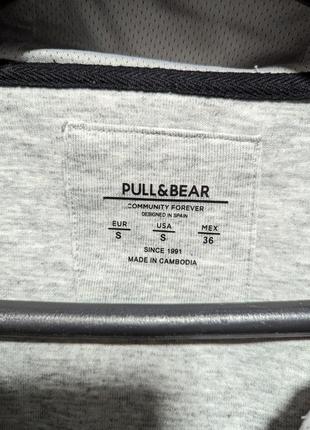 PULL&BEAR
COMMUNITY FOREVER
DESIGNED IN SPAIN
EUR USA MEX
S S 36
SINCE 1991
MADE IN CAMBODIA